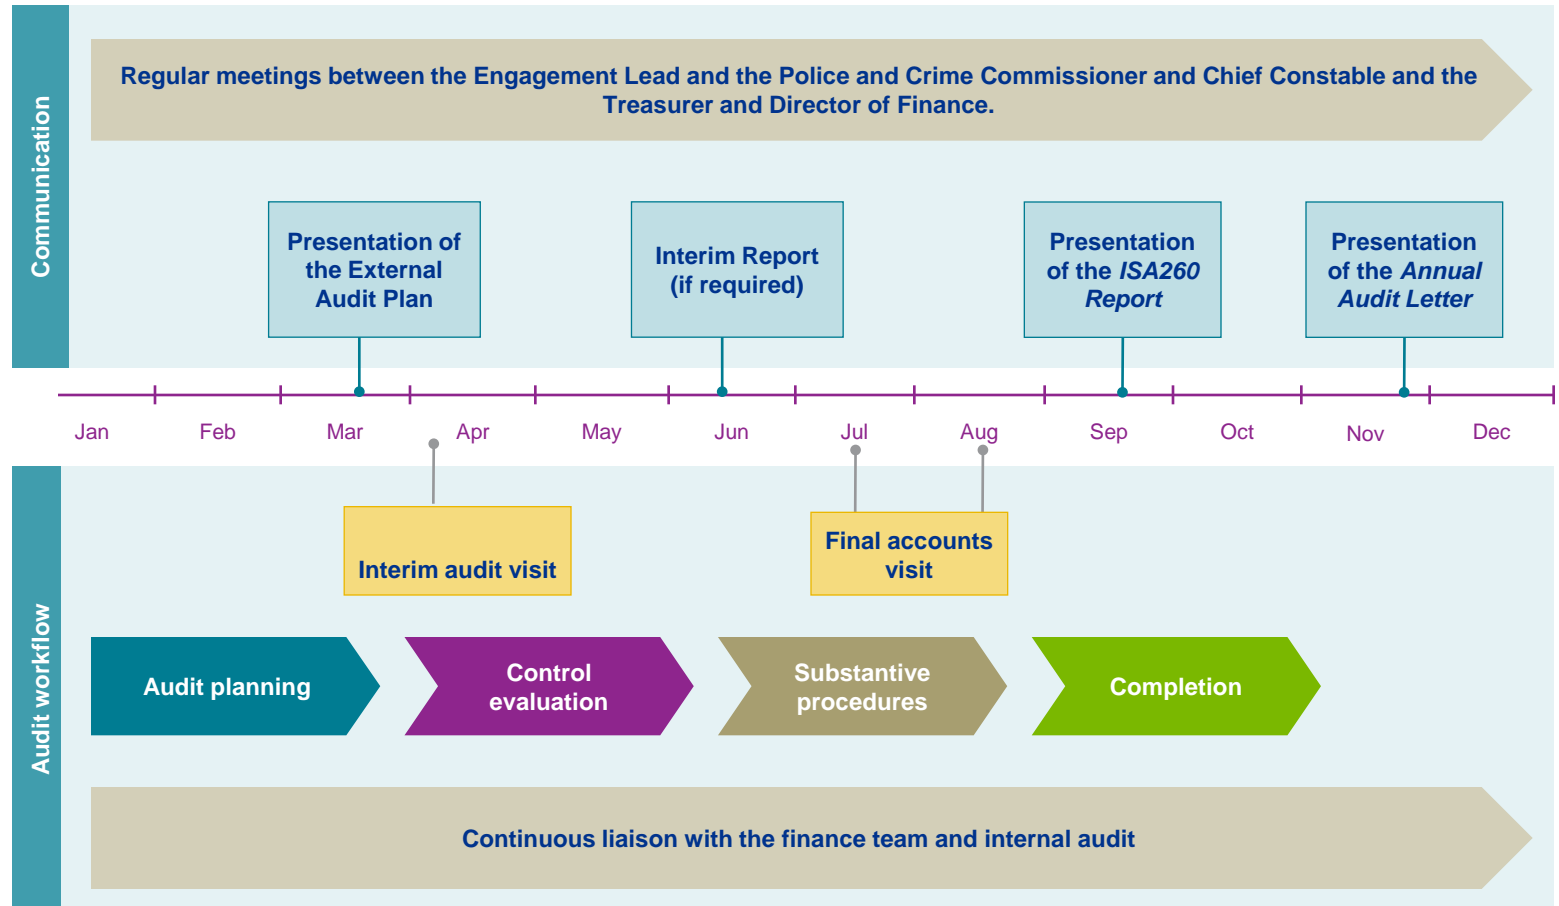 Communication
Regular meetings between the Engagement Lead and the Police and Crime Commissioner and Chief Constable and the
Treasurer and Director of Finance.
Presentation of
the External
Audit Plan
Interim Report
(if required)
Presentation
of the ISA260
Report
Presentation
of the Annual
Audit Letter
Jan Feb Mar Apr May Jun Jul Aug Sep Oct Nov Dec
Audit workflow
Interim audit visit
Final accounts
visit
Audit planning
Control
evaluation
Substantive
procedures
Completion
Continuous liaison with the finance team and internal audit